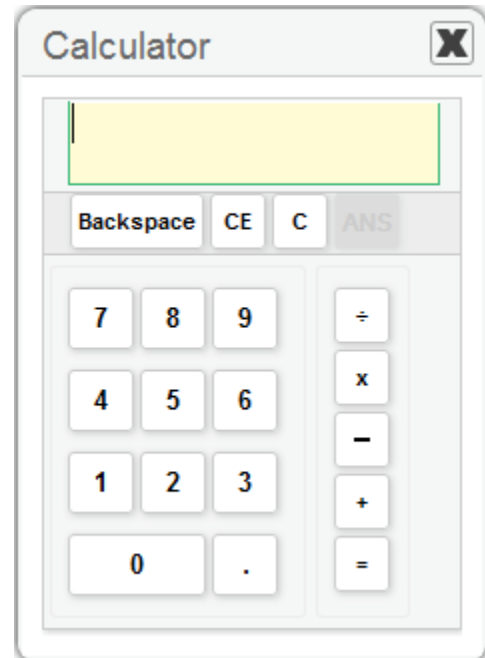 Calculator X
Backspace CE C ANS
7 8 9 ÷
4 5 6 x
−
1 2 3 +
0 . =